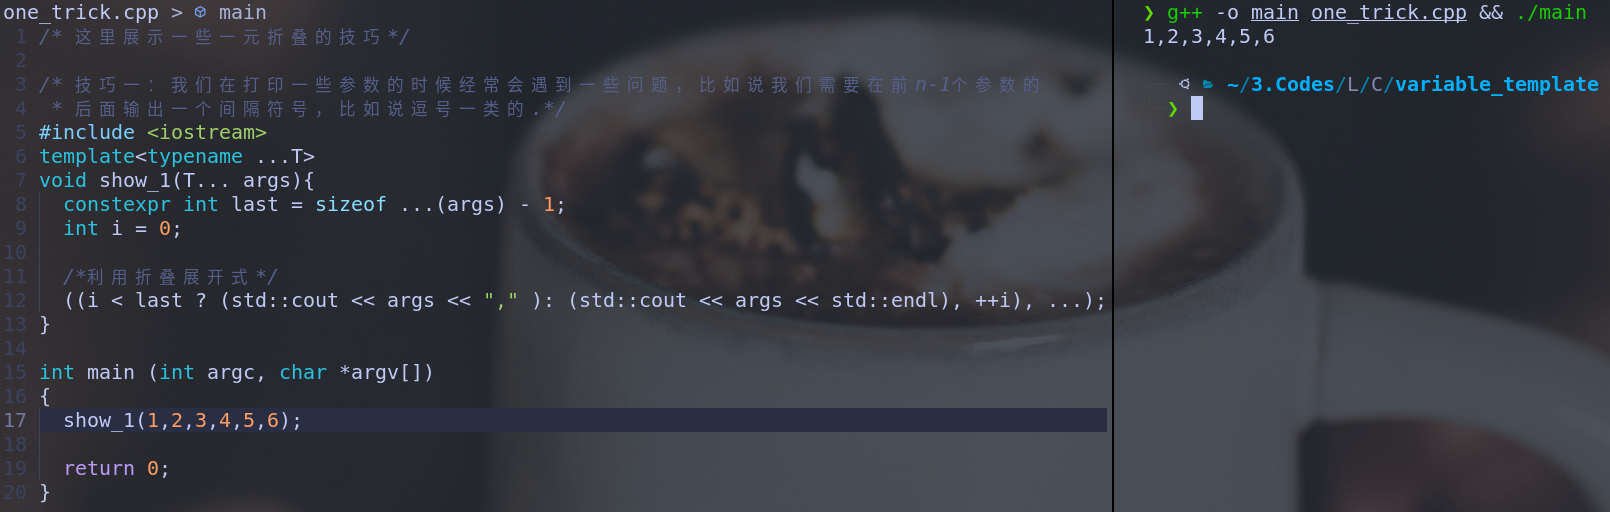 one_trick.cpp > main
1 /* 这里展示一些一元折叠的技巧*/
2
3 /* 技巧一：我们在打印一些参数的时候经常会遇到一些问题，比如说我们需要在前n-1个参数的
4  * 后面输出一个间隔符号，比如说逗号一类的.*/
5 #include <iostream>
6 template<typename ...T>
7 void show_1(T... args){
8   constexpr int last = sizeof ...(args) - 1;
9   int i = 0;
10
11   /*利用折叠展开式*/
12   ((i < last ? (std::cout << args << "," ): (std::cout << args << std::endl), ++i), ...);
13 }
14
15 int main (int argc, char *argv[])
16 {
17   show_1(1,2,3,4,5,6);
18
19   return 0;
20 }
❯ g++ -o main one_trick.cpp && ./main
1,2,3,4,5,6
~/3.Codes/L/C/variable_template
❯